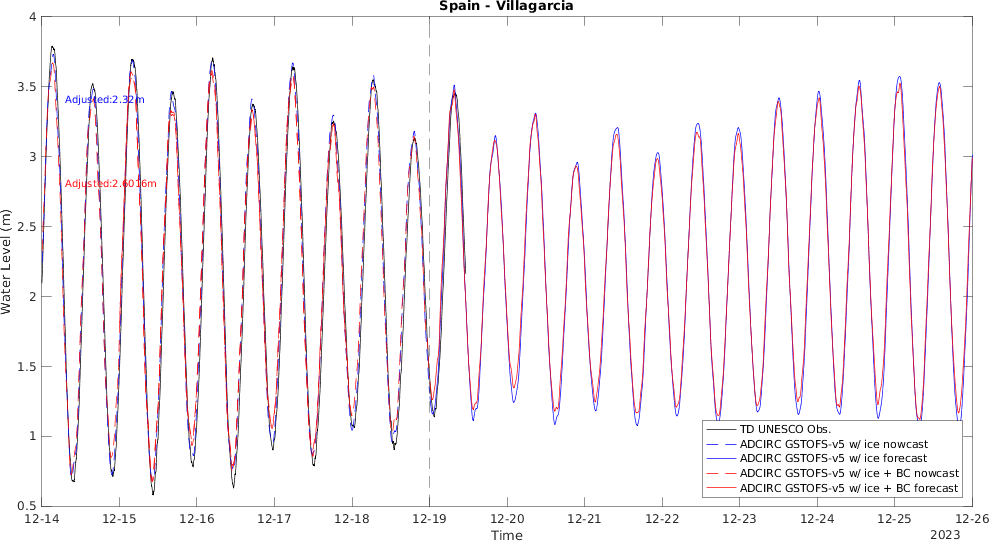 Spain - Villagarcia
4
3.5
3
2.5
2
1.5
1
0.5
Water Level (m)
Adjusted:2.32m
Adjusted:2.6016m
TD UNESCO Obs.
ADCIRC GSTOFS-v5 w/ ice nowcast
ADCIRC GSTOFS-v5 w/ ice forecast
ADCIRC GSTOFS-v5 w/ ice + BC nowcast
ADCIRC GSTOFS-v5 w/ ice + BC forecast
12-14 12-15 12-16 12-17 12-18 12-19 12-20 12-21 12-22 12-23 12-24 12-25 12-26
Time
2023